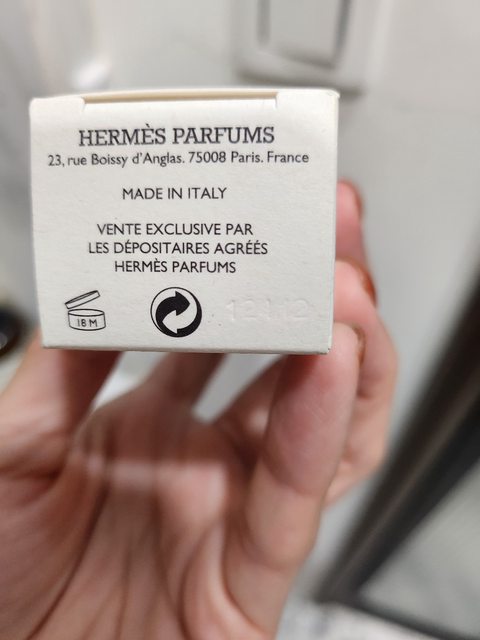 HERMÈS PARFUMS
23, rue Boissy d'Anglas. 75008 Paris. France
MADE IN ITALY
VENTE EXCLUSIVE PAR
LES DÉPOSITAIRES AGRÉÉS
HERMÈS PARFUMS
18 M